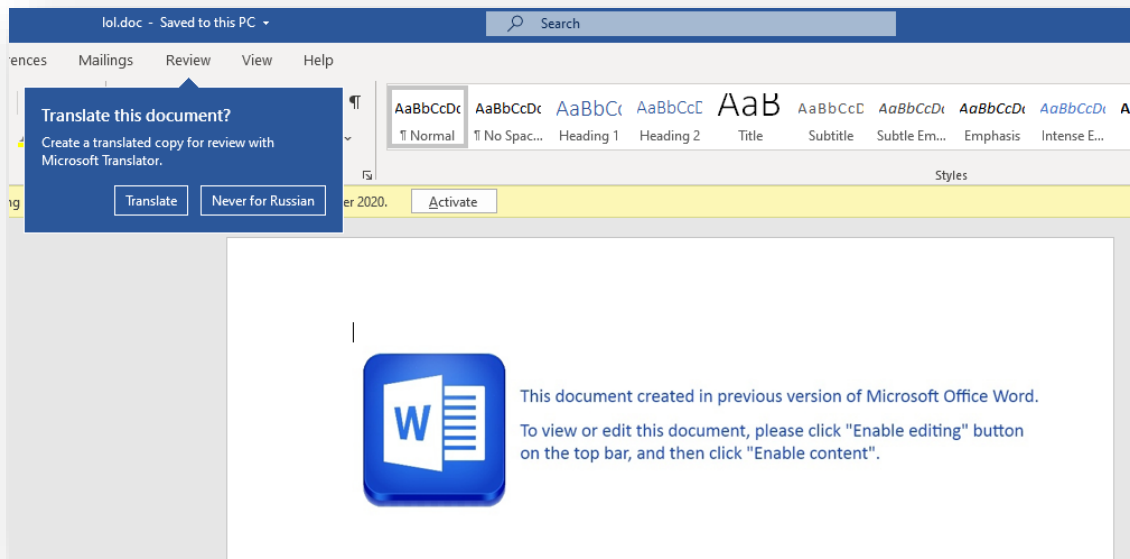 lol.doc - Saved to this PC
Search
ences Mailings Review View Help
Translate this document?
Create a translated copy for review with
Microsoft Translator.
Translate Never for Russian
AaBbCcDc AaBbCcDc AaBbC( AaBbCcE AaB AaBbCcD AaBbCcDc AaBbCcDc AaBbCcDc A
¶ Normal ¶ No Spac... Heading 1 Heading 2 Title Subtitle Subtle Em... Emphasis Intense E...
Styles
ng er 2020. Activate
W
This document created in previous version of Microsoft Office Word.
To view or edit this document, please click "Enable editing" button
on the top bar, and then click "Enable content".